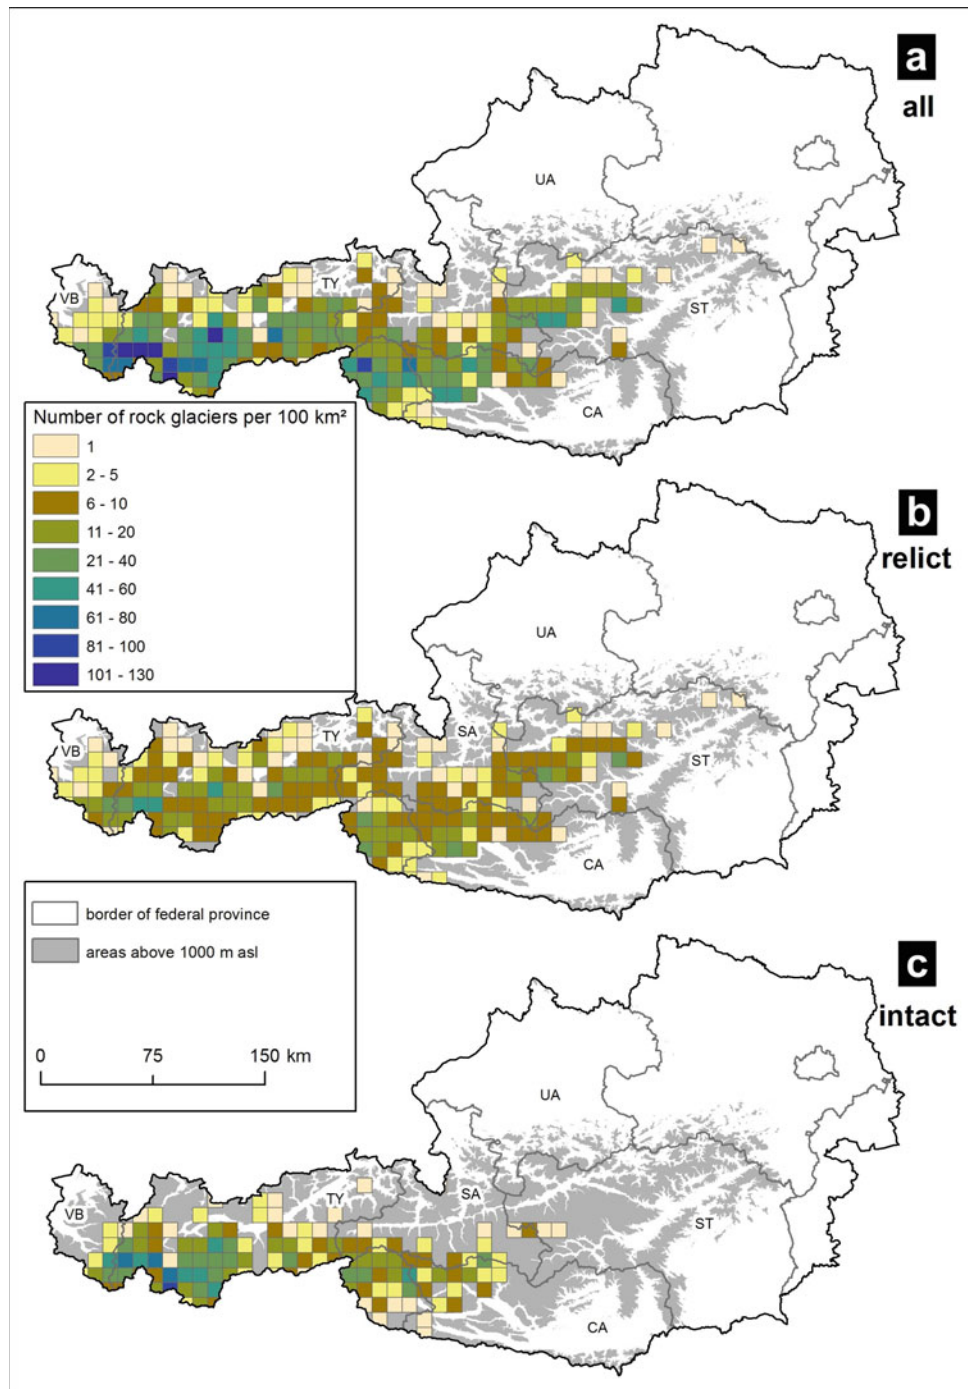 a
all
UA
TY
VB
ST
CA
Number of rock glaciers per 100 km²
1
2 - 5
6 - 10
11 - 20
21 - 40
41 - 60
61 - 80
81 - 100
101 - 130
b
relict
UA
SA
TY
VB
ST
CA
border of federal province
areas above 1000 m asl
0 75 150 km
c
intact
UA
SA
TY
VB
ST
CA